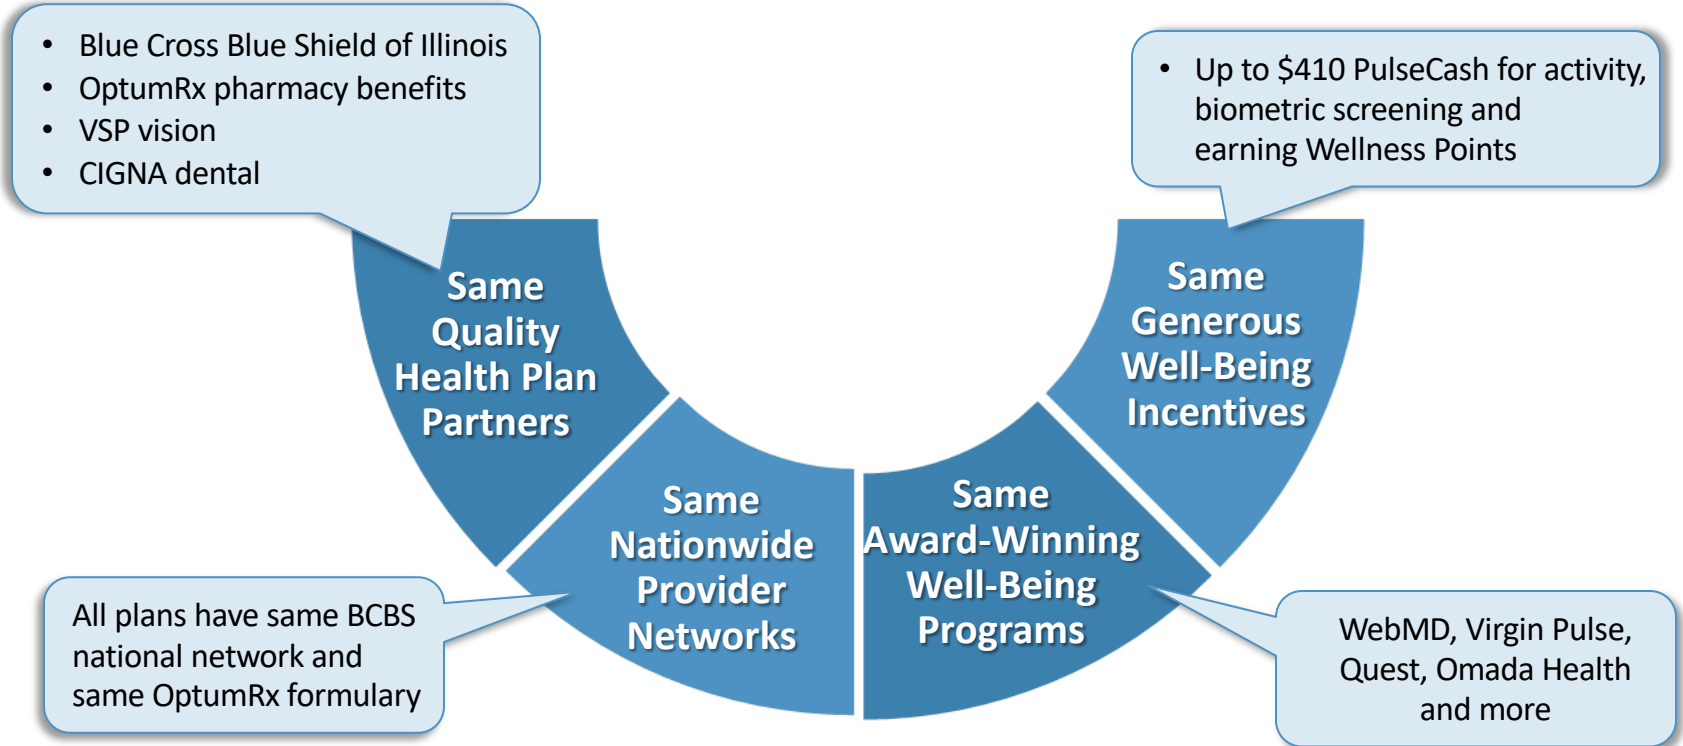 • Blue Cross Blue Shield of Illinois
• OptumRx pharmacy benefits
• VSP vision
• CIGNA dental
• Up to $410 PulseCash for activity,
biometric screening and
earning Wellness Points
Same
Quality
Health Plan
Partners
Same
Generous
Well-Being
Incentives
Same
Nationwide
Provider
Networks
Same
Award-Winning
Well-Being
Programs
All plans have same BCBS
national network and
same OptumRx formulary
WebMD, Virgin Pulse,
Quest, Omada Health
and more